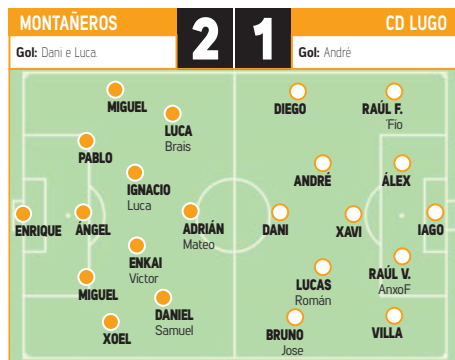 MONTAÑEROS
2
1
CD LUGO
Gol: Dani e Luca.
Gol: André
MIGUEL
LUCA
Brais
PABLO
IGNACIO
Luca
ENRIQUE
ÁNGEL
ADRIÁN
Mateo
ENKAI
Víctor
MIGUEL
DANIEL
Samuel
XOEL
DIEGO
RAÚL F.
'Fío
ANDRÉ
ÁLEX
DANI
XAVI
IAGO
LUCAS
Román
RAÚL V.
AnxoF
BRUNO
Jose
VILLA